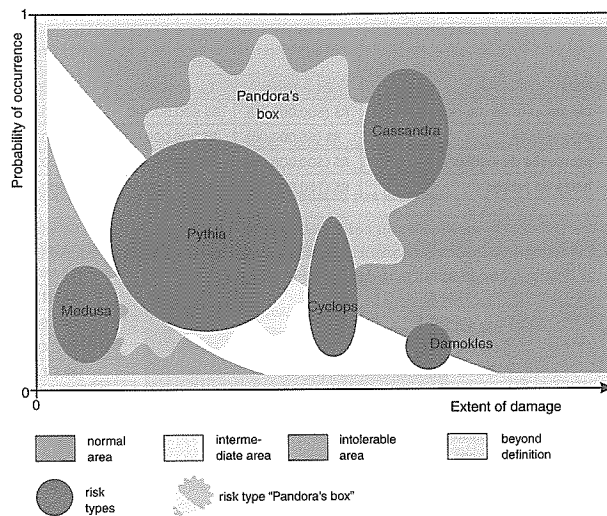 1
Probability of occurrence
Pandora's
box
Cassandra
Pythia
Medusa
Cyclops
Damokles
0
0
Extent of damage
normal
area
interme-
diate area
intolerable
area
beyond
definition
risk
types
risk type "Pandora's box"